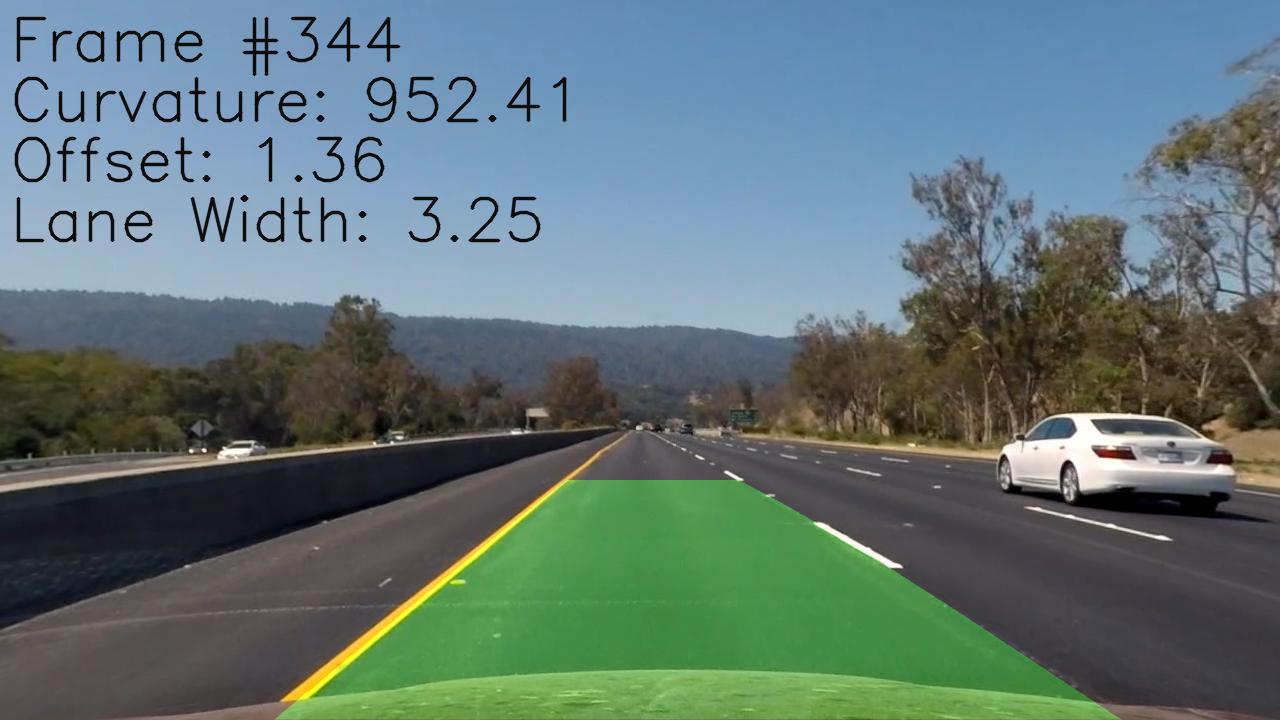 Frame #344
Curvature: 952.41
Offset: 1.36
Lane Width: 3.25